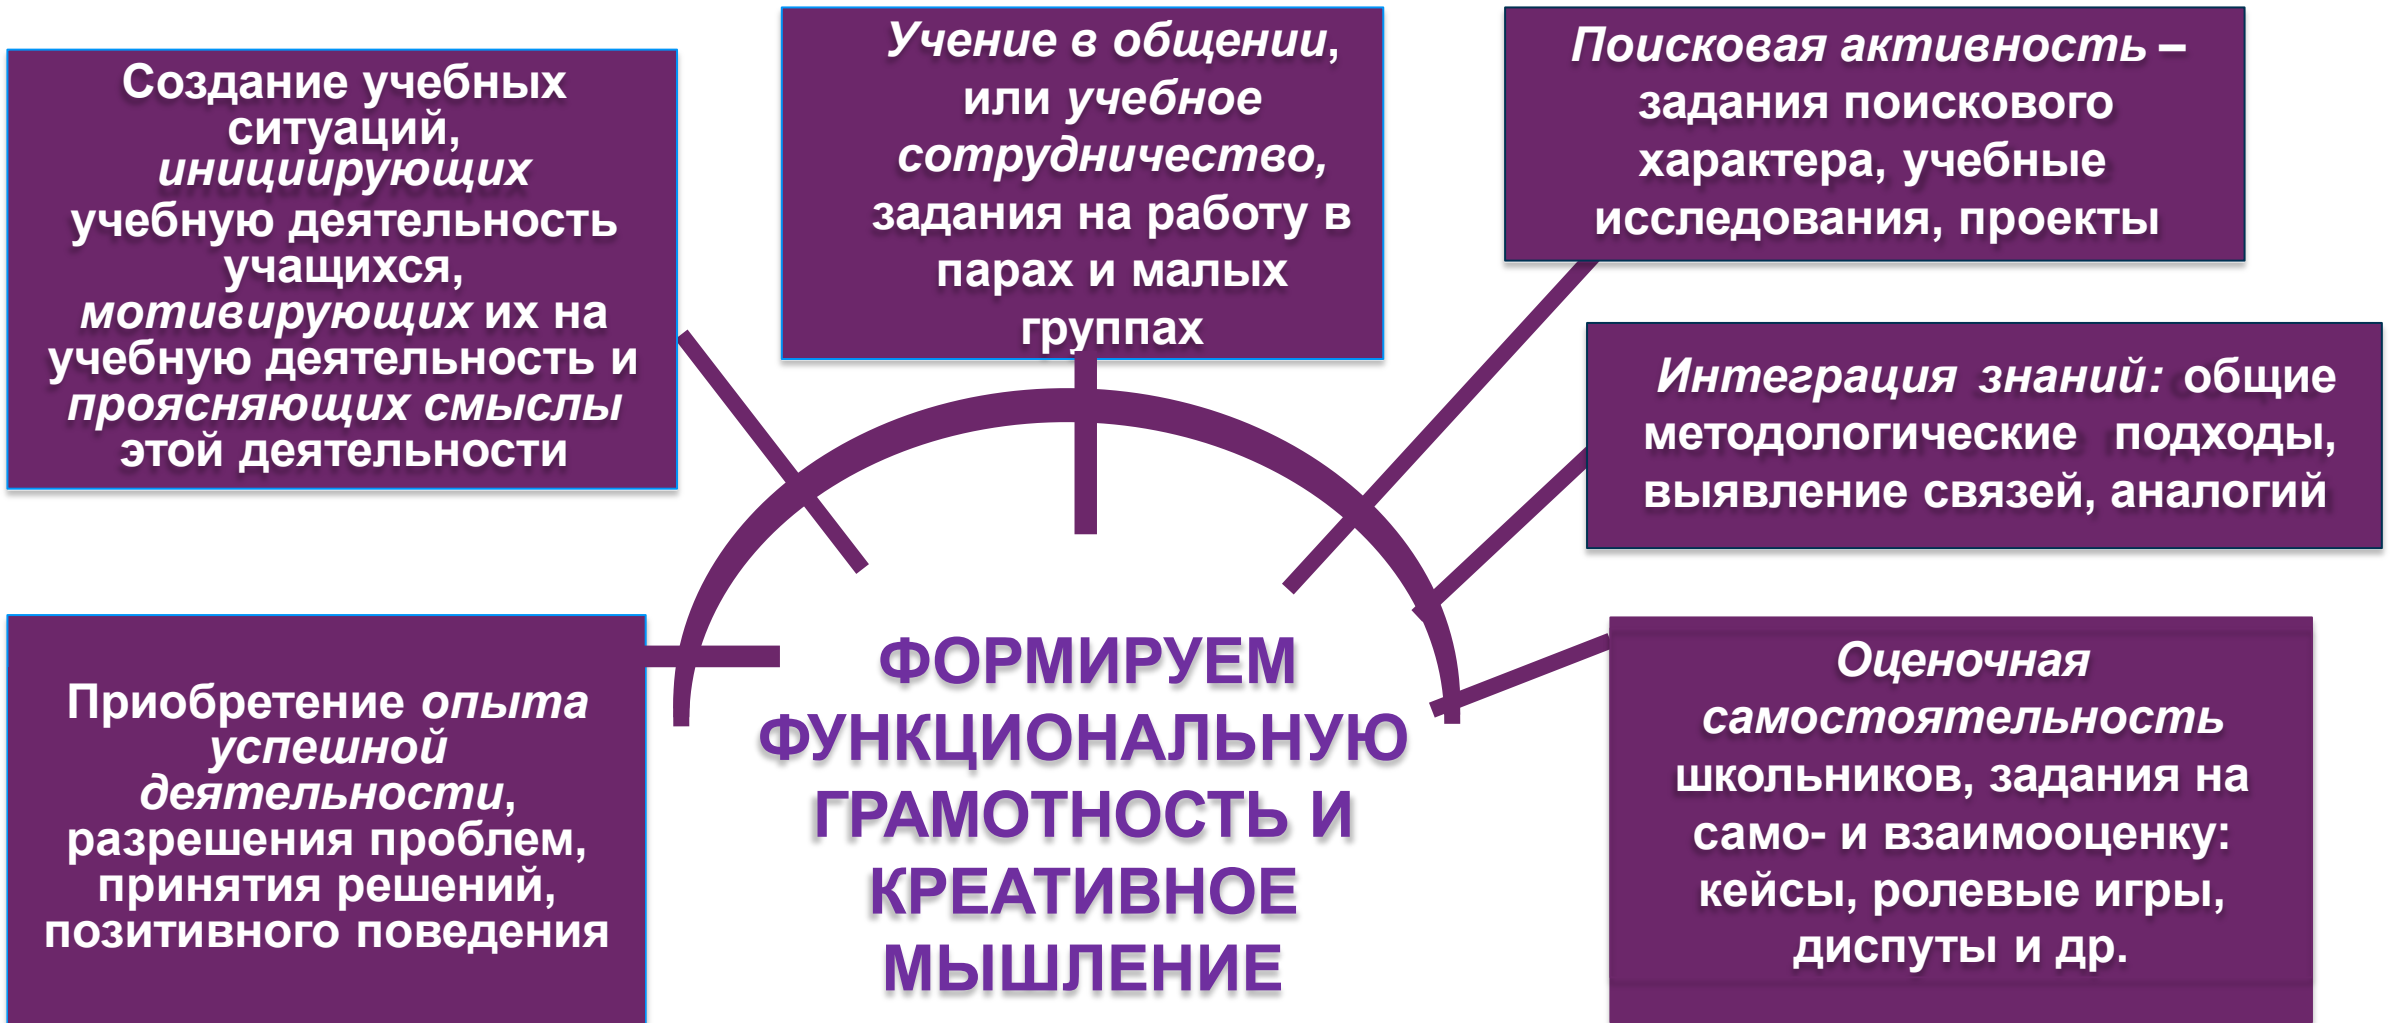 Создание учебных
ситуаций,
инициирующих
учебную деятельность
учащихся,
мотивирующих их на
учебную деятельность и
проясняющих смыслы
этой деятельности
Учение в общении,
или учебное
сотрудничество,
задания на работу в
парах и малых
группах
Поисковая активность –
задания поискового
характера, учебные
исследования, проекты
Интеграция знаний: общие
методологические подходы,
выявление связей, аналогий
Приобретение опыта
успешной
деятельности,
разрешения проблем,
принятия решений,
позитивного поведения
ФОРМИРУЕМ
ФУНКЦИОНАЛЬНУЮ
ГРАМОТНОСТЬ И
КРЕАТИВНОЕ
МЫШЛЕНИЕ
Оценочная
самостоятельность
школьников, задания на
само- и взаимооценку:
кейсы, ролевые игры,
диспуты и др.